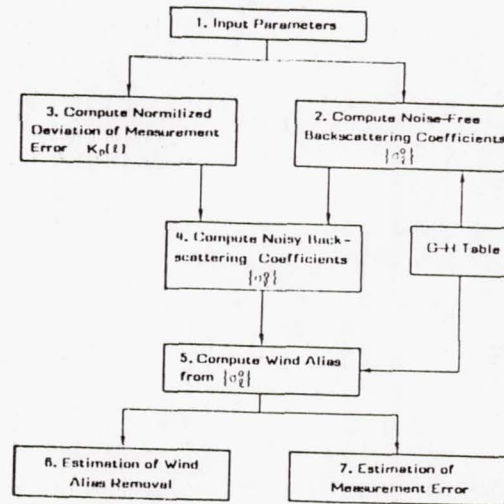 1. Input Parameters
3. Compute Normilized
Deviation of Measurement
Error Kp(ℓ)
2. Compute Noise-Free
Backscattering Coefficients
4. Compute Noisy Back-
scattering Coefficients
G-H Table
5. Compute Wind Alias
from {σ⁰ℓ}
6. Estimation of Wind
Alias Removal
7. Estimation of
Measurement Error